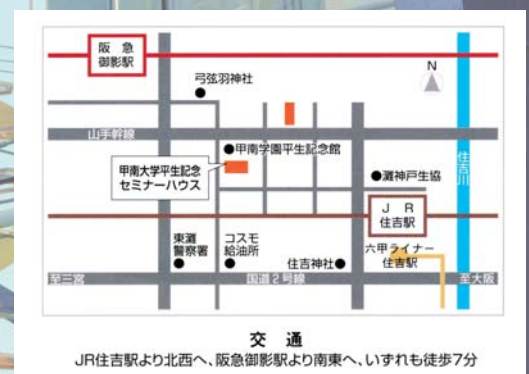 阪 急
御影駅
弓弦羽神社
N
山手幹線
甲南学園平生記念館
甲南大学平生記念
セミナーハウス
灘神戸生協
住吉川
J R
住吉駅
東灘
警察署
コスモ
給油所
住吉神社
六甲ライナー
住吉駅
至三宮
国道2号線
至大阪
交 通
JR住吉駅より北西へ、阪急御影駅より南東へ、いずれも徒歩7分